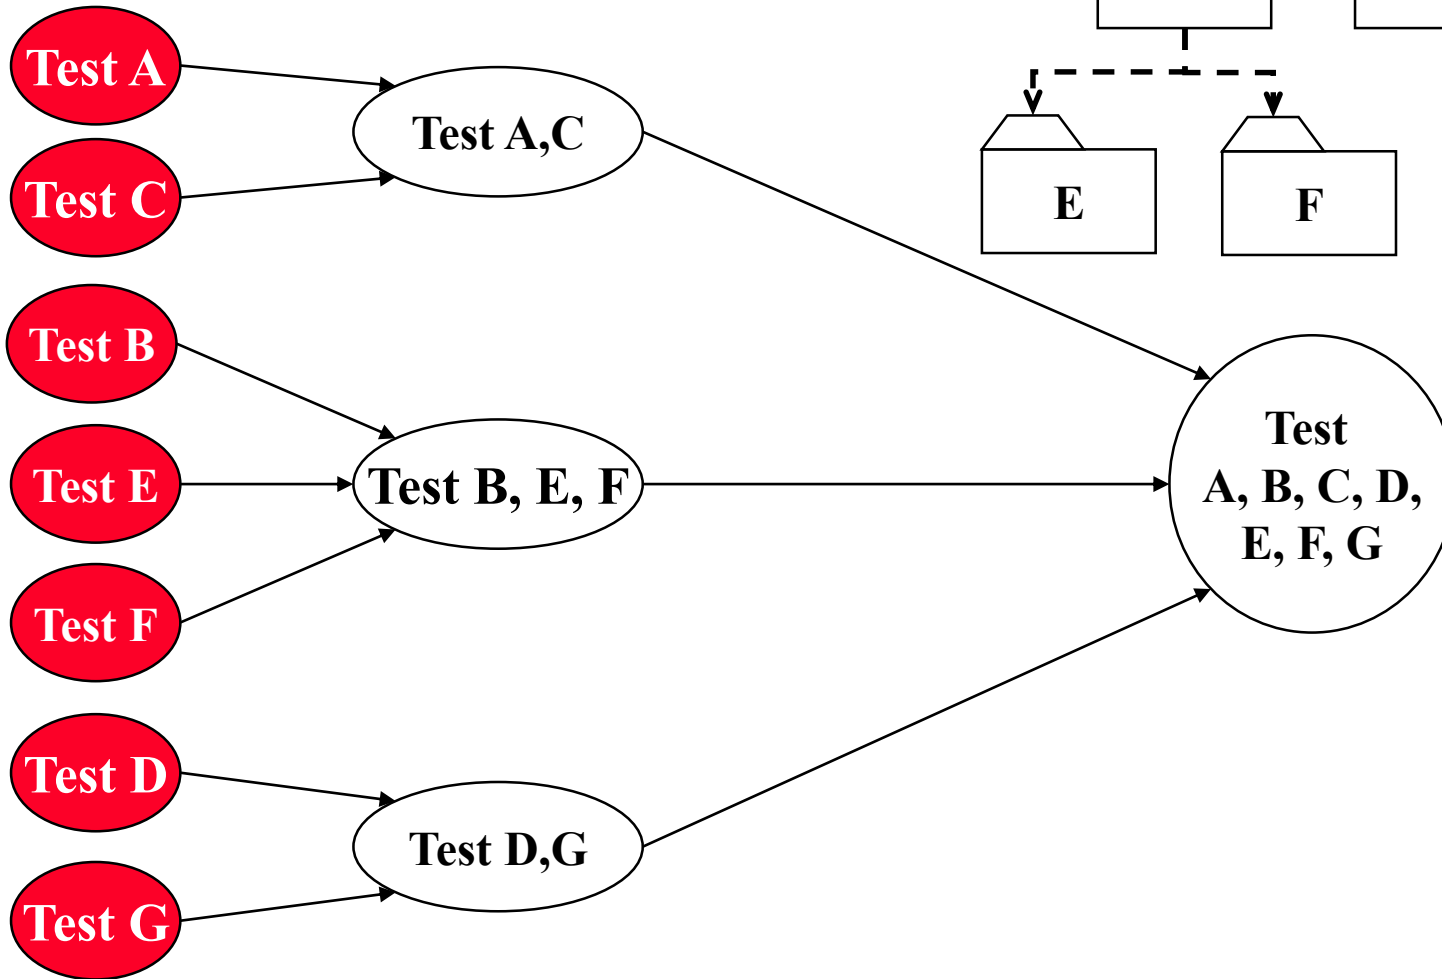 Test A
Test C
Test B
Test E
Test F
Test D
Test G
Test A,C
Test B, E, F
Test D,G
E
F
Test
A, B, C, D,
E, F, G